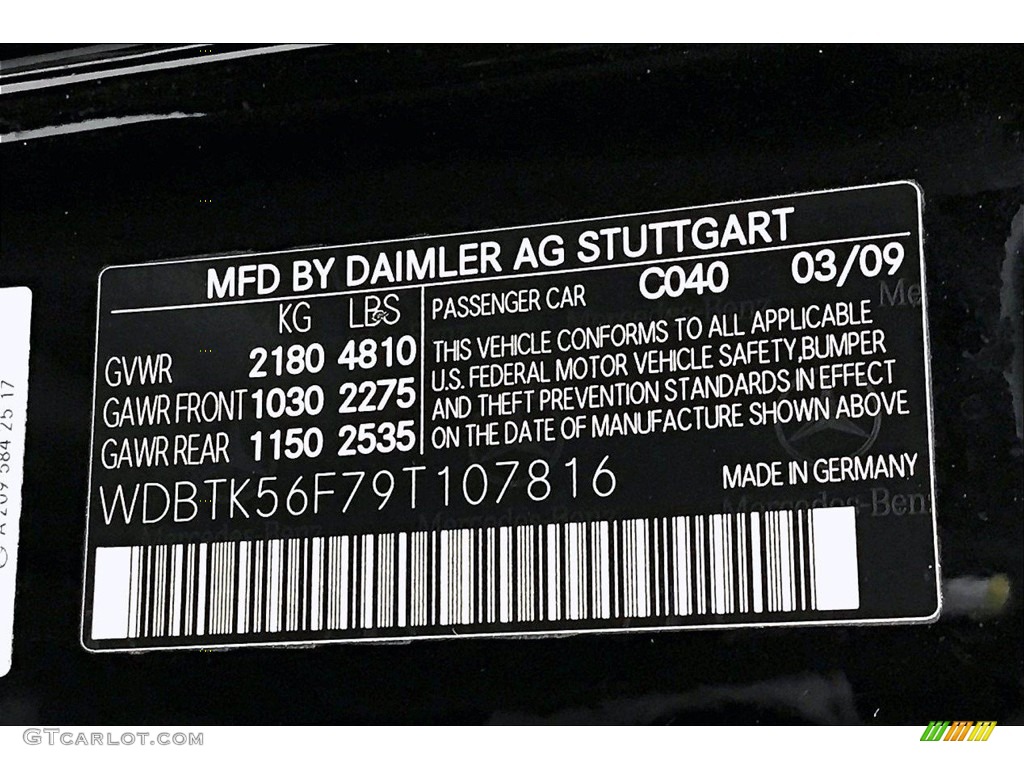 MFD BY DAIMLER AG STUTTGART
KG LBS
GVWR 2180 4810
GAWR FRONT 1030 2275
GAWR REAR 1150 2535
C040 03/09
PASSENGER CAR
THIS VEHICLE CONFORMS TO ALL APPLICABLE
U.S. FEDERAL MOTOR VEHICLE SAFETY,BUMPER
AND THEFT PREVENTION STANDARDS IN EFFECT
ON THE DATE OF MANUFACTURE SHOWN ABOVE
WDBTK56F79T107816
MADE IN GERMANY
Mercedes-Benz
A 209 584 25 17
GTCARLOT.COM